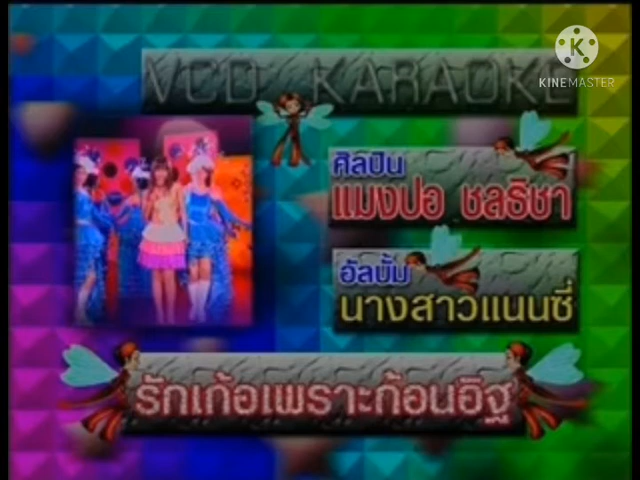 KINEMASTER
VCD KARAOKE
ศิลปิน
แมงปอ ชลธิชา
อัลบั้ม
นางสาวแนนซี่
รักเก้อเพราะก้อนอิฐ